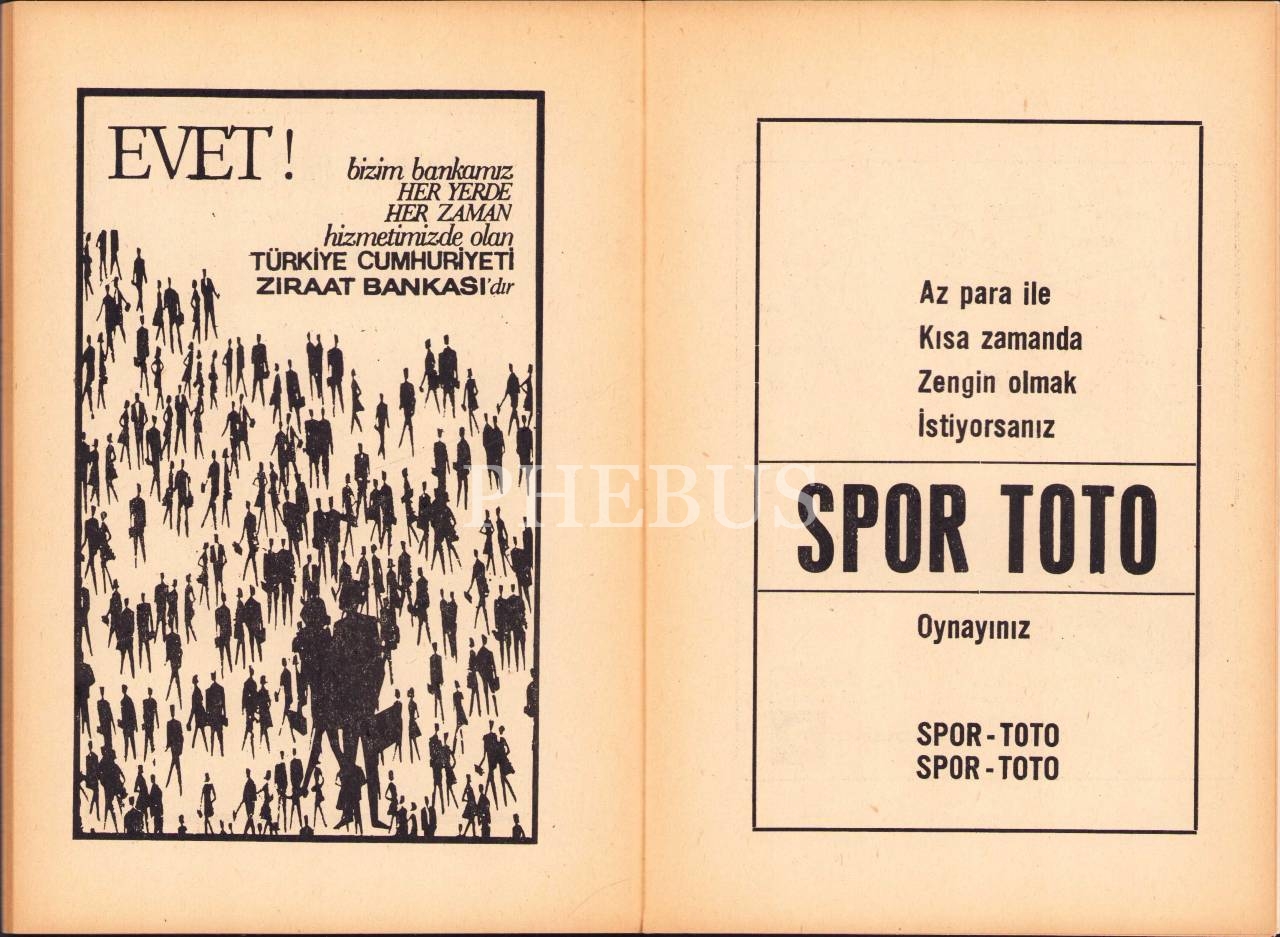 EVET !
bizim bankamız
HER YERDE
HER ZAMAN
hizmetimizde olan
TÜRKİYE CUMHURİYETİ
ZIRAAT BANKASI'dır
Az para ile
Kısa zamanda
Zengin olmak
İstiyorsanız
PHEBUS
SPOR TOTO
Oynayınız
SPOR - TOTO
SPOR - TOTO